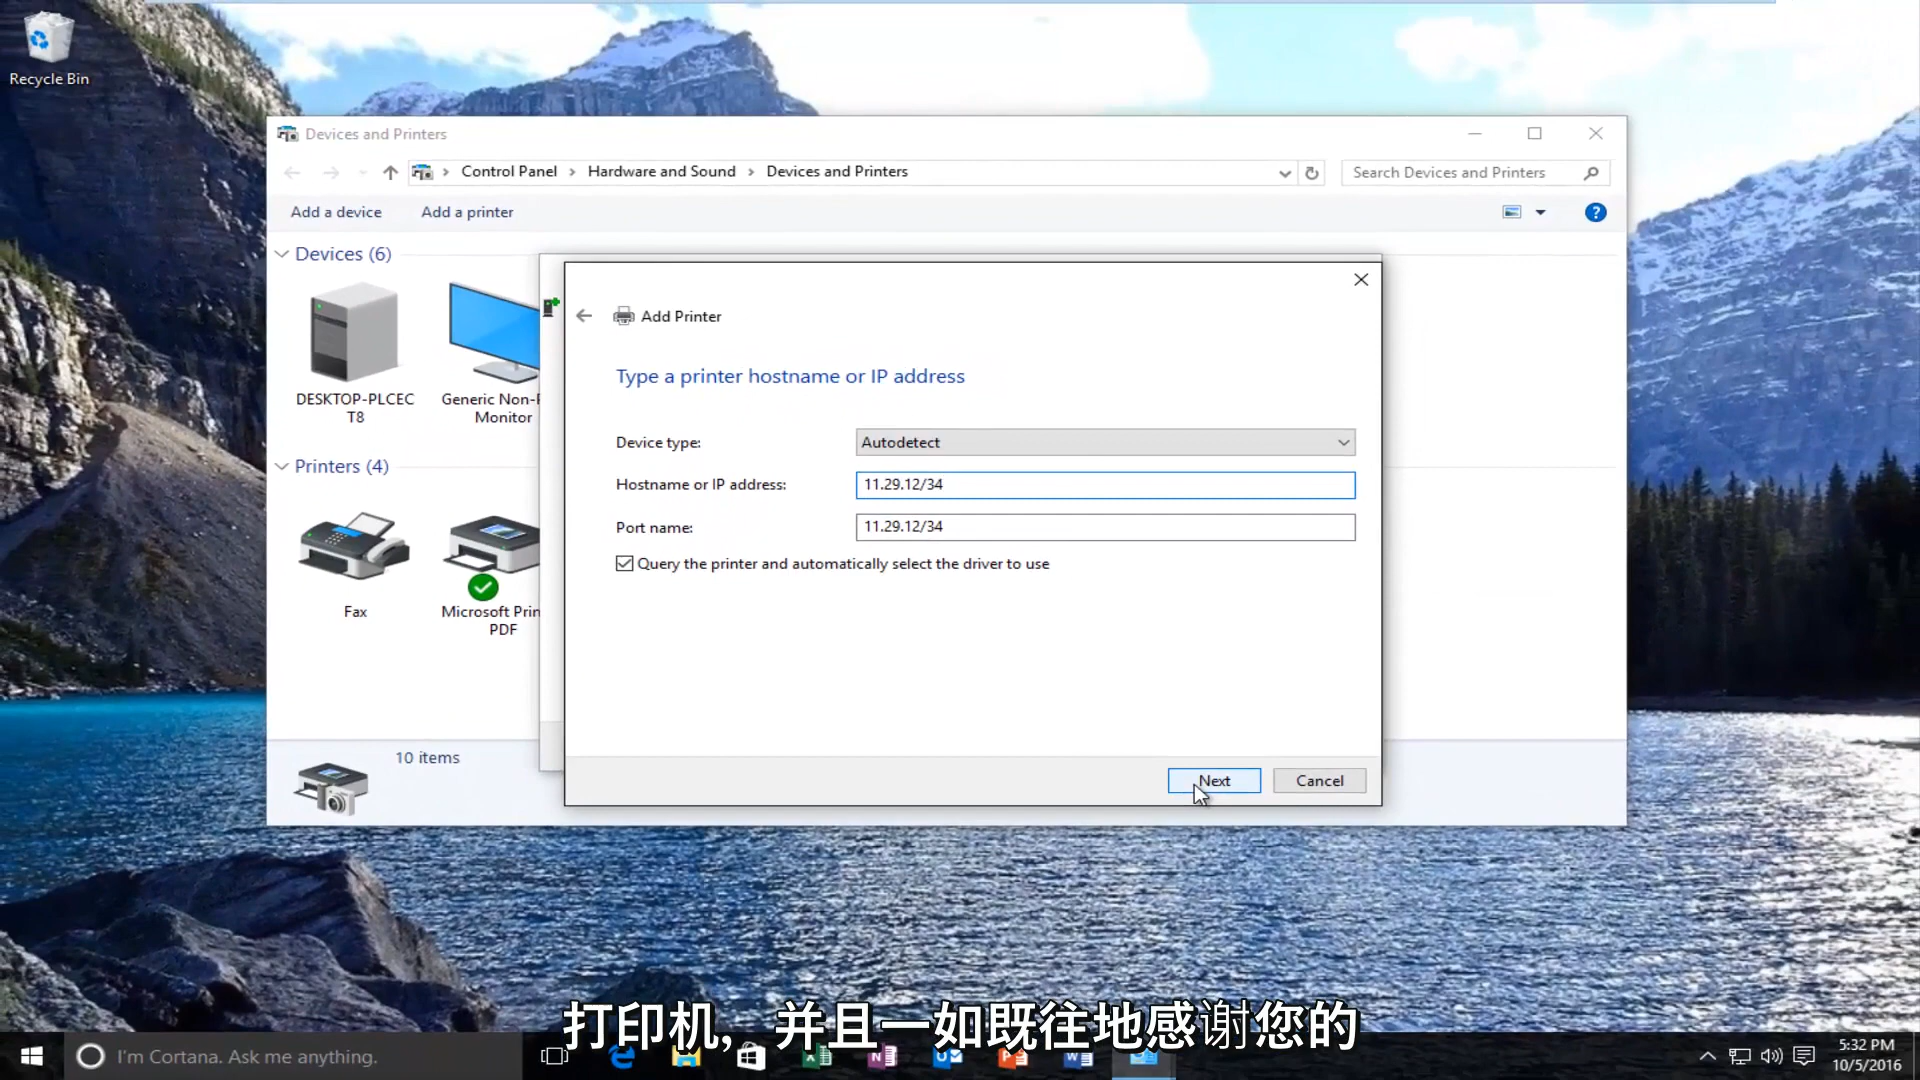 Recycle Bin
Devices and Printers
Control Panel
Hardware and Sound
Devices and Printers
Search Devices and Printers
Add a device
Add a printer
?
Devices (6)
DESKTOP-PLCEC
T8
Generic Non-
Monitor
Printers (4)
Fax
Microsoft Prin
PDF
10 items
Add Printer
Type a printer hostname or IP address
Device type:
Autodetect
Hostname or IP address:
11.29.12/34
Port name:
11.29.12/34
Query the printer and automatically select the driver to use
Next
Cancel
打印机，并且一如既往地感谢您的
I'm Cortana. Ask me anything.
5:32 PM
10/5/2016